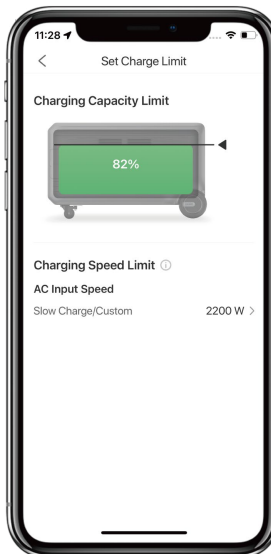 11:28
Set Charge Limit
Charging Capacity Limit
82%
Charging Speed Limit
AC Input Speed
Slow Charge/Custom 2200 W